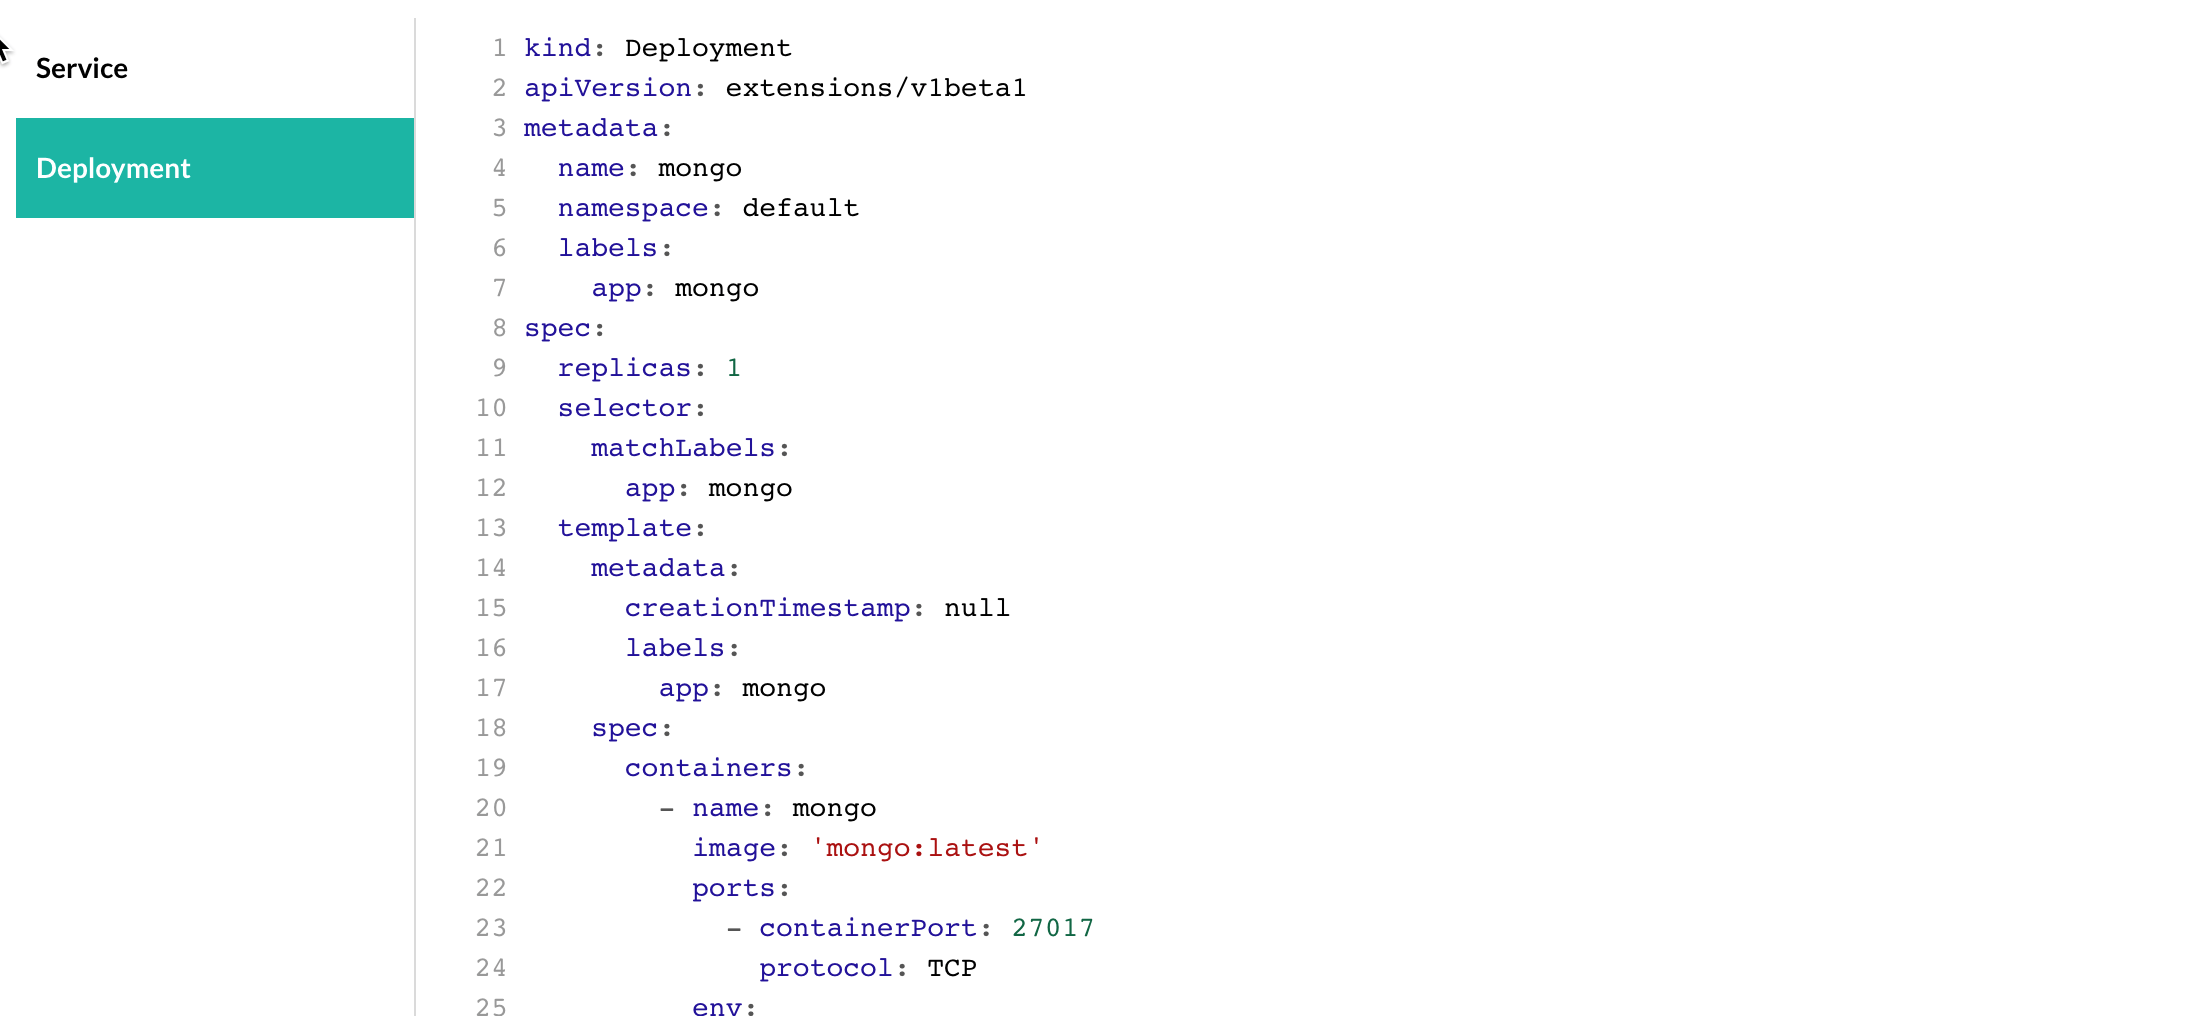 Service
Deployment
1 kind: Deployment
2 apiVersion: extensions/v1beta1
3 metadata:
4   name: mongo
5   namespace: default
6   labels:
7     app: mongo
8 spec:
9   replicas: 1
10   selector:
11     matchLabels:
12       app: mongo
13   template:
14     metadata:
15       creationTimestamp: null
16       labels:
17         app: mongo
18     spec:
19       containers:
20         - name: mongo
21           image: 'mongo:latest'
22           ports:
23             - containerPort: 27017
24               protocol: TCP
25           env: